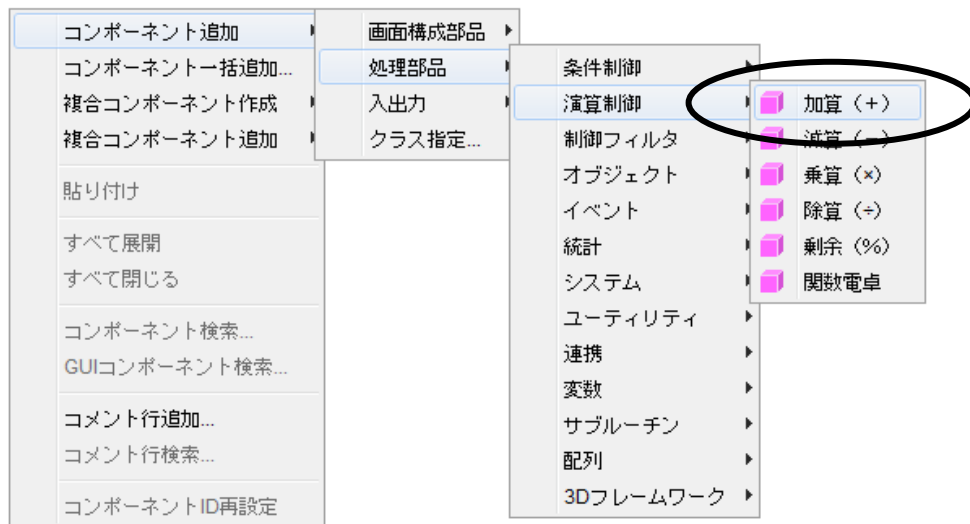 コンポーネント追加
コンポーネント一括追加...
複合コンポーネント作成
複合コンポーネント追加
貼り付け
すべて展開
すべて閉じる
コンポーネント検索...
GUIコンポーネント検索...
コメント行追加...
コメント行検索...
コンポーネントID再設定
画面構成部品
処理部品
入出力
クラス指定...
条件制御
演算制御
制御フィルタ
オブジェクト
イベント
統計
システム
ユーティリティ
連携
変数
サブルーチン
配列
3Dフレームワーク
加算（+）
減算（-）
乗算（×）
除算（÷）
剰余（%）
関数電卓